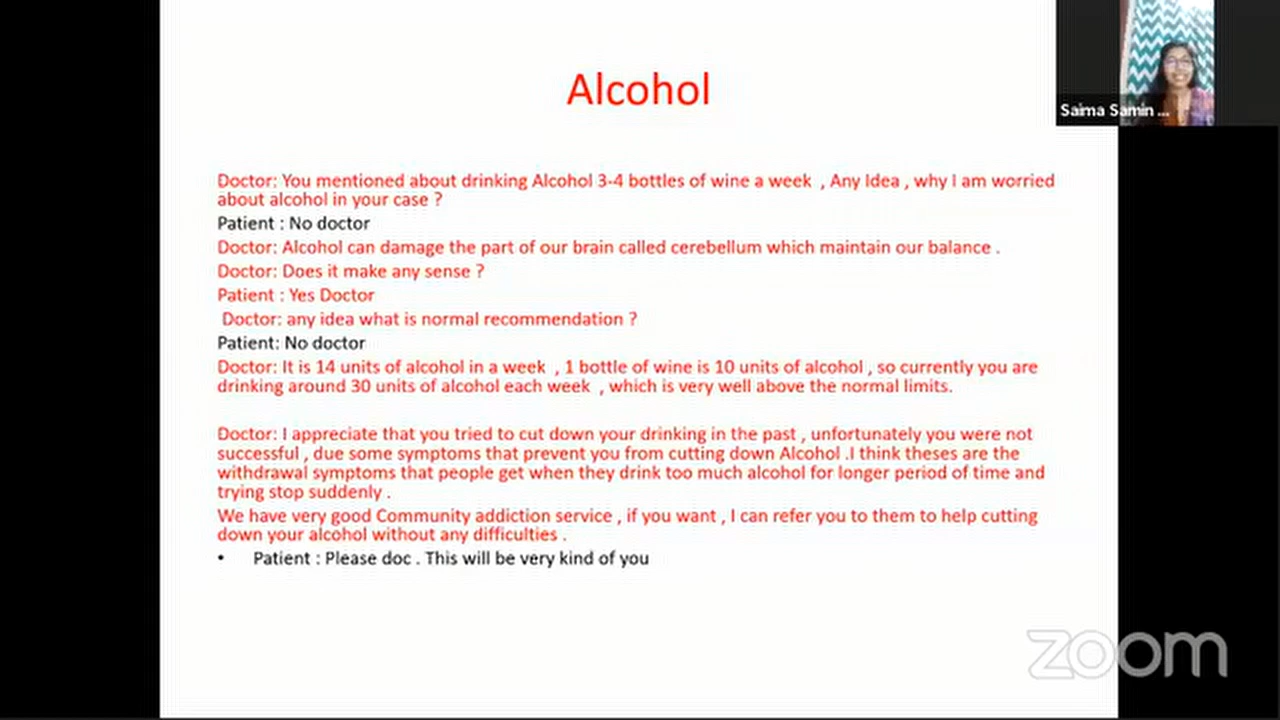 Alcohol
Saima Samin ...
Doctor: You mentioned about drinking Alcohol 3-4 bottles of wine a week , Any Idea , why I am worried
about alcohol in your case ?
Patient : No doctor
Doctor: Alcohol can damage the part of our brain called cerebellum which maintain our balance .
Doctor: Does it make any sense ?
Patient : Yes Doctor
Doctor: any idea what is normal recommendation ?
Patient: No doctor
Doctor: It is 14 units of alcohol in a week , 1 bottle of wine is 10 units of alcohol , so currently you are
drinking around 30 units of alcohol each week , which is very well above the normal limits.
Doctor: I appreciate that you tried to cut down your drinking in the past , unfortunately you were not
successful , due some symptoms that prevent you from cutting down Alcohol .I think theses are the
withdrawal symptoms that people get when they drink too much alcohol for longer period of time and
trying stop suddenly .
We have very good Community addiction service , if you want , I can refer you to them to help cutting
down your alcohol without any difficulties .
• Patient : Please doc . This will be very kind of you
zoom